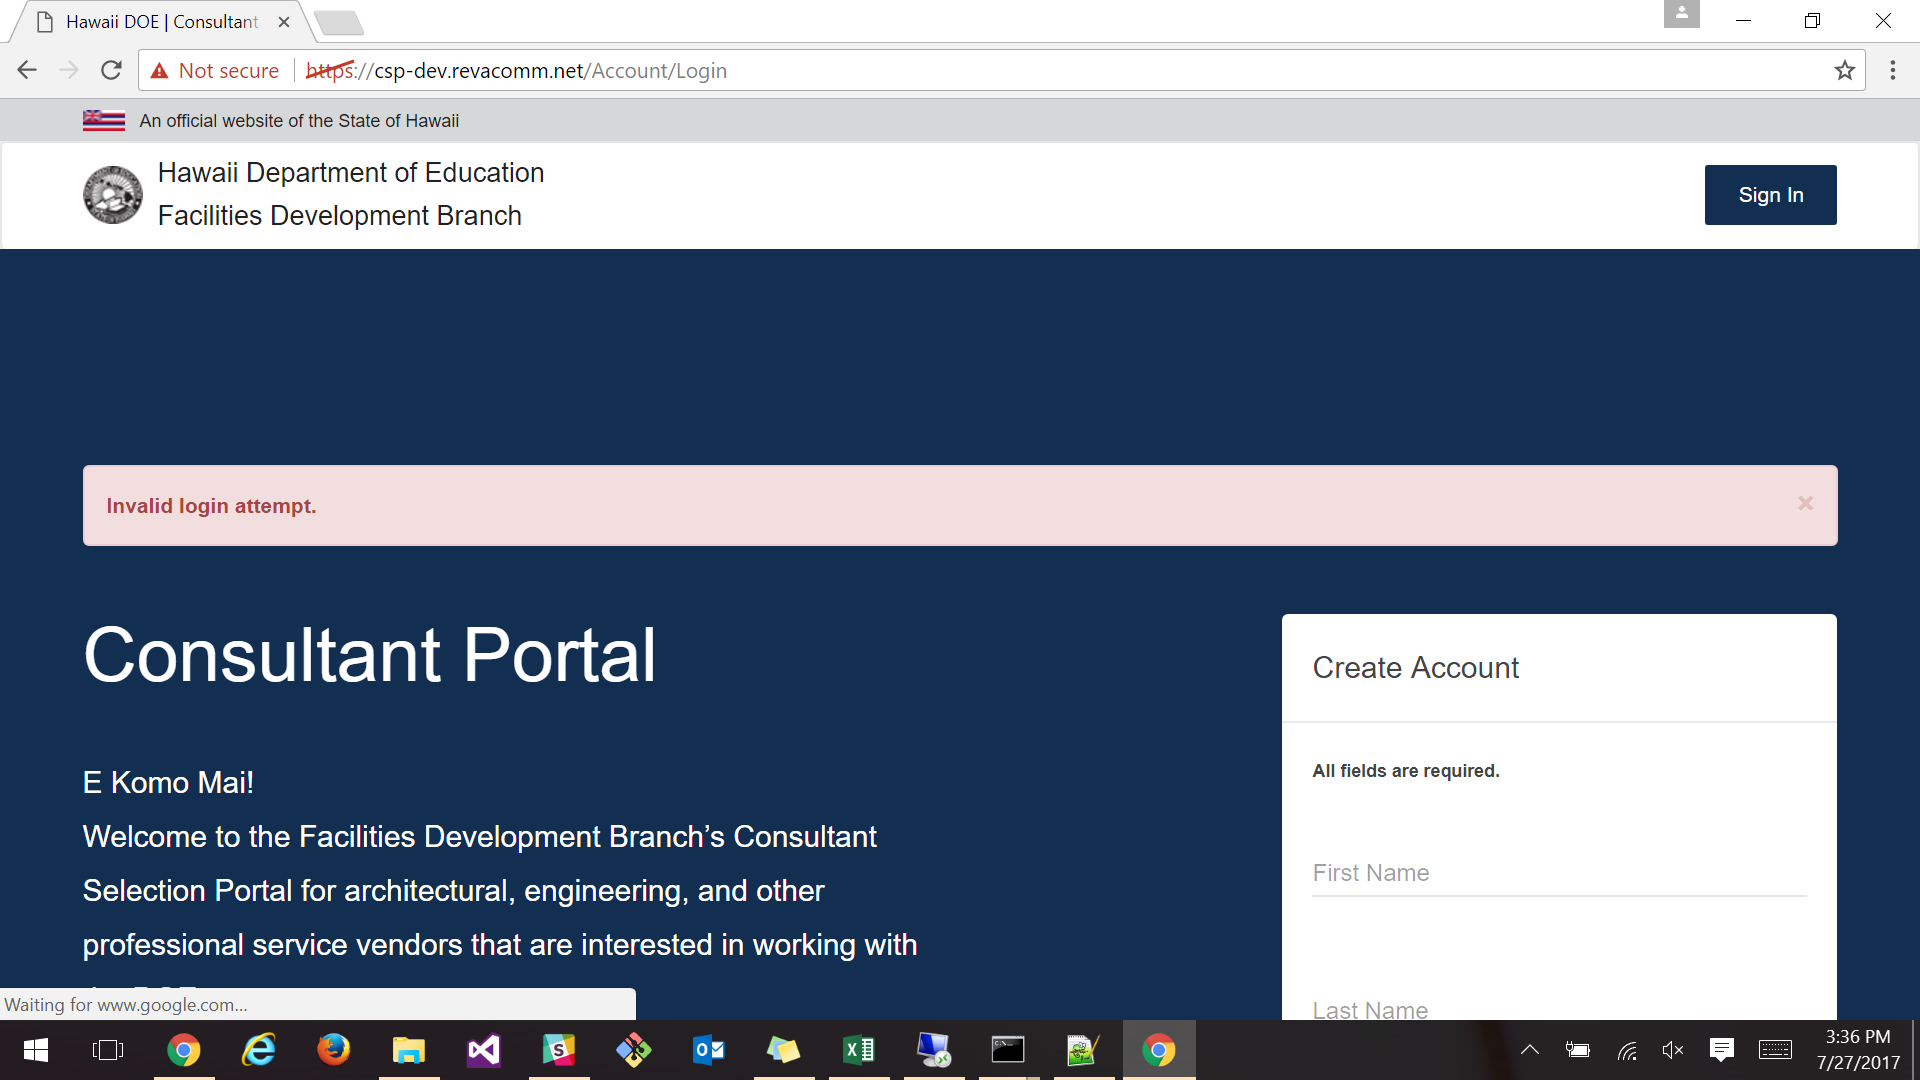 Hawaii DOE | Consultant
Not secure
https://csp-dev.revacomm.net/Account/Login
An official website of the State of Hawaii
Hawaii Department of Education
Facilities Development Branch
Sign In
Invalid login attempt.
×
Consultant Portal
E Komo Mai!
Welcome to the Facilities Development Branch’s Consultant
Selection Portal for architectural, engineering, and other
professional service vendors that are interested in working with
Create Account
All fields are required.
First Name
Last Name
Waiting for www.google.com...
3:36 PM
7/27/2017